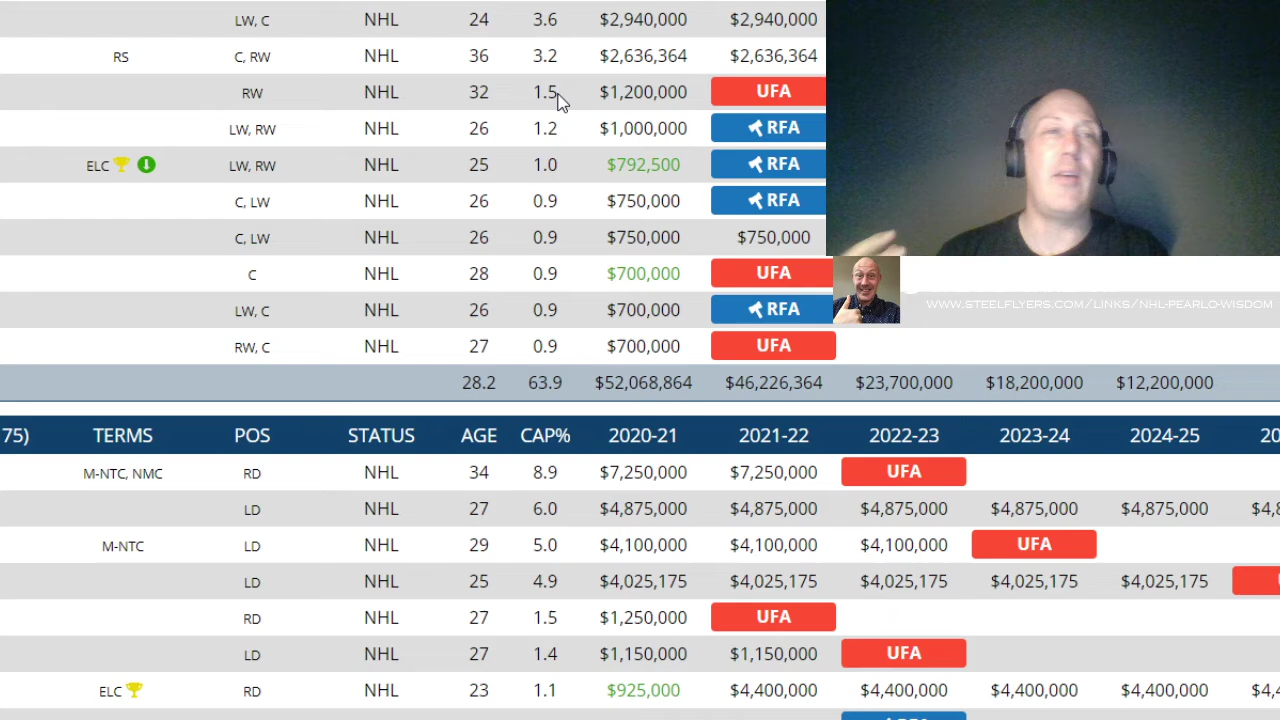 LW, C NHL 24 3.6 $2,940,000 $2,940,000
RS C, RW NHL 36 3.2 $2,636,364 $2,636,364
RW NHL 32 1.5 $1,200,000 UFA
LW, RW NHL 26 1.2 $1,000,000 RFA
ELC LW, RW NHL 25 1.0 $792,500 RFA
C, LW NHL 26 0.9 $750,000 RFA
C, LW NHL 26 0.9 $750,000 $750,000
C NHL 28 0.9 $700,000 UFA
LW, C NHL 26 0.9 $700,000 RFA
WWW.STEELFLYERS.COM/LINKS/NHL-PEARLO-WISDOM
RW, C NHL 27 0.9 $700,000 UFA
28.2 63.9 $52,068,864 $46,226,364 $23,700,000 $18,200,000 $12,200,000
75) TERMS POS STATUS AGE CAP% 2020-21 2021-22 2022-23 2023-24 2024-25 20
M-NTC, NMC RD NHL 34 8.9 $7,250,000 $7,250,000 UFA
LD NHL 27 6.0 $4,875,000 $4,875,000 $4,875,000 $4,875,000 $4,875,000 $4,8
M-NTC LD NHL 29 5.0 $4,100,000 $4,100,000 $4,100,000 UFA
LD NHL 25 4.9 $4,025,175 $4,025,175 $4,025,175 $4,025,175 $4,025,175
RD NHL 27 1.5 $1,250,000 UFA
LD NHL 27 1.4 $1,150,000 $1,150,000 UFA
ELC RD NHL 23 1.1 $925,000 $4,400,000 $4,400,000 $4,400,000 $4,400,000 $4,4